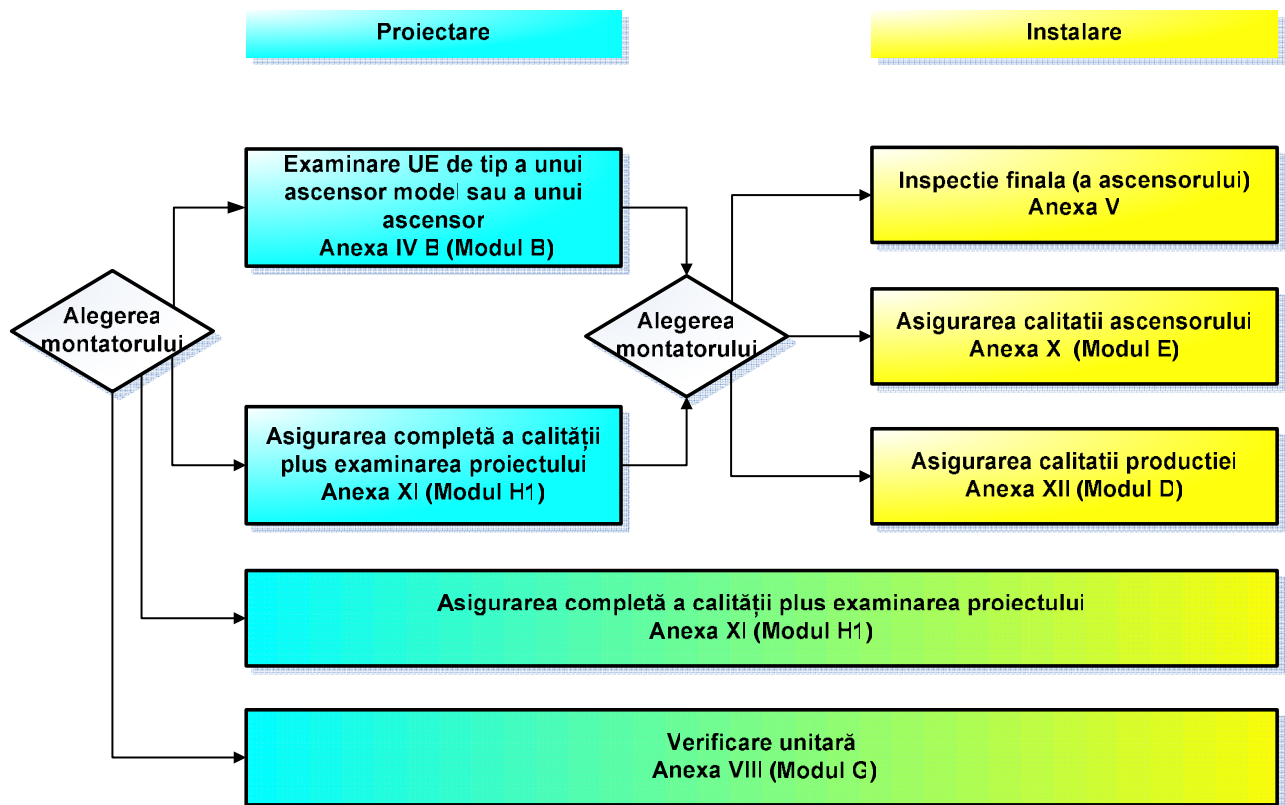 Proiectare
Instalare
Examinare UE de tip a unui
ascensor model sau a unui
ascensor
Anexa IV B (Modul B)
Inspectie finala (a ascensorului)
Anexa V
Alegerea
montatorului
Alegerea
montatorului
Asigurarea calitatii ascensorului
Anexa X (Modul E)
Asigurarea completă a calității
plus examinarea proiectului
Anexa XI (Modul H1)
Asigurarea calitatii productiei
Anexa XII (Modul D)
Asigurarea completă a calității plus examinarea proiectului
Anexa XI (Modul H1)
Verificare unitară
Anexa VIII (Modul G)